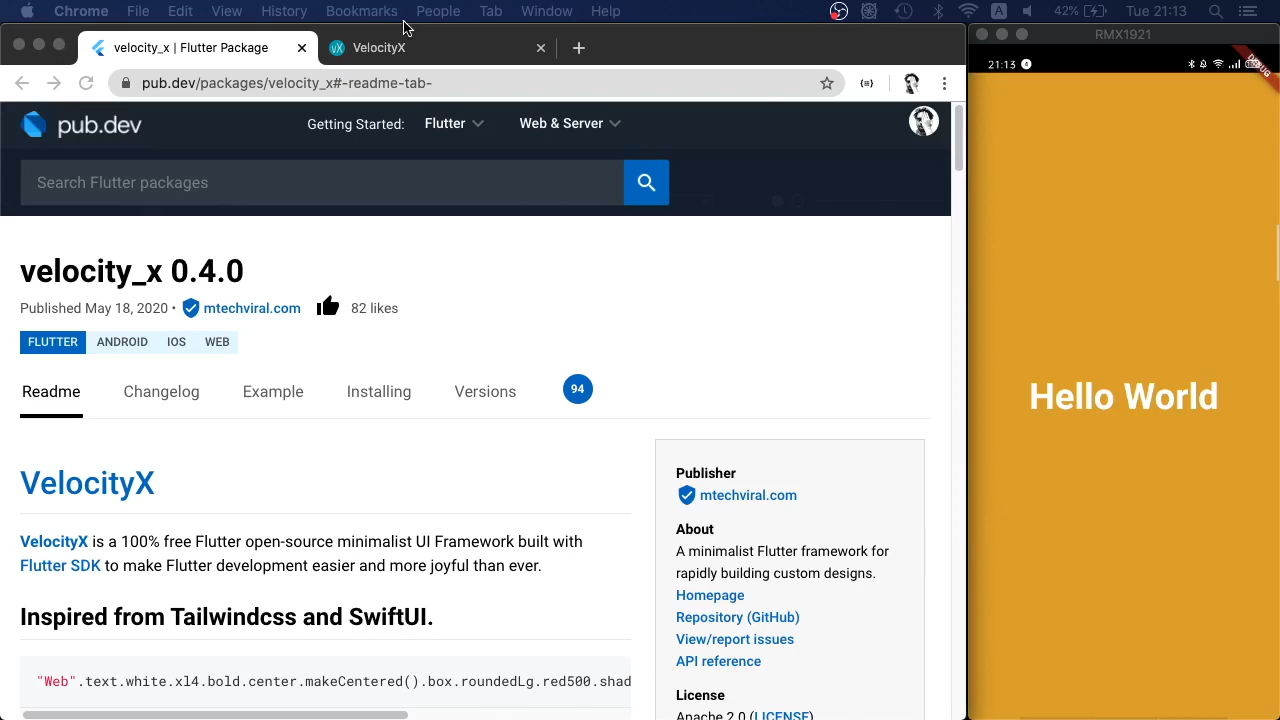 Chrome File Edit View History Bookmarks People Tab Window Help 42% Tue 21:13
velocity_x | Flutter Package VelocityX
RMX1921
pub.dev/packages/velocity_x#-readme-tab-
21:13
DEBUG
pub.dev
Getting Started: Flutter Web & Server
Search Flutter packages
velocity_x 0.4.0
Published May 18, 2020 • mtechviral.com 82 likes
FLUTTER ANDROID IOS WEB
Readme Changelog Example Installing Versions 94
VelocityX
VelocityX is a 100% free Flutter open-source minimalist UI Framework built with
Flutter SDK to make Flutter development easier and more joyful than ever.
Inspired from Tailwindcss and SwiftUI.
"Web".text.white.xl4.bold.center.makeCentered().box.roundedLg.red500.shad
Publisher
mtechviral.com
About
A minimalist Flutter framework for
rapidly building custom designs.
Homepage
Repository (GitHub)
View/report issues
API reference
License
Apache 2.0 (LICENSE)
Hello World